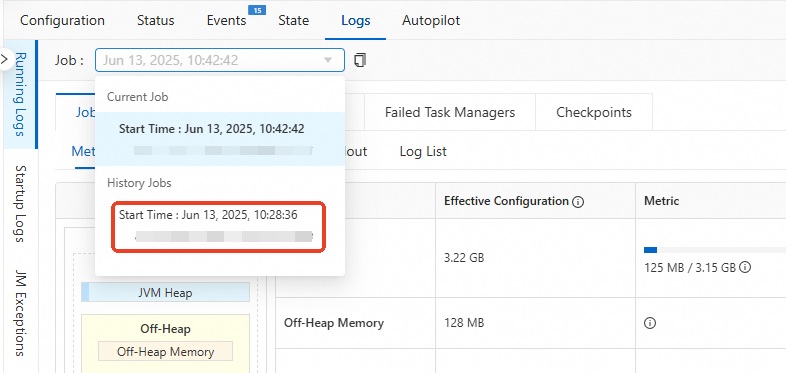 Configuration Status Events 15 State Logs Autopilot
Job : Jun 13, 2025, 10:42:42
Running Logs
Startup Logs
JM Exceptions
Current Job
Start Time : Jun 13, 2025, 10:42:42
History Jobs
Start Time : Jun 13, 2025, 10:28:36
Failed Task Managers Checkpoints
Log List
Effective Configuration Metric
3.22 GB
125 MB / 3.15 GB
JVM Heap
Off-Heap
Off-Heap Memory
Off-Heap Memory 128 MB